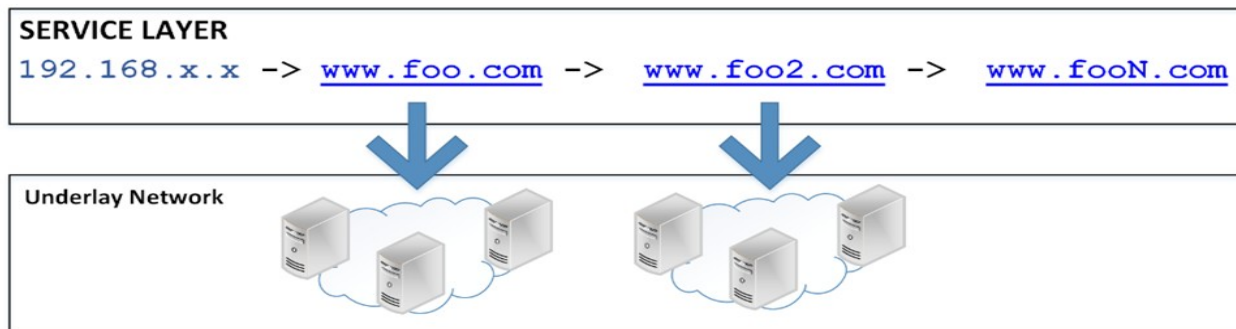 SERVICE LAYER
192.168.x.x -> www.foo.com -> www.foo2.com -> www.fooN.com
Underlay Network